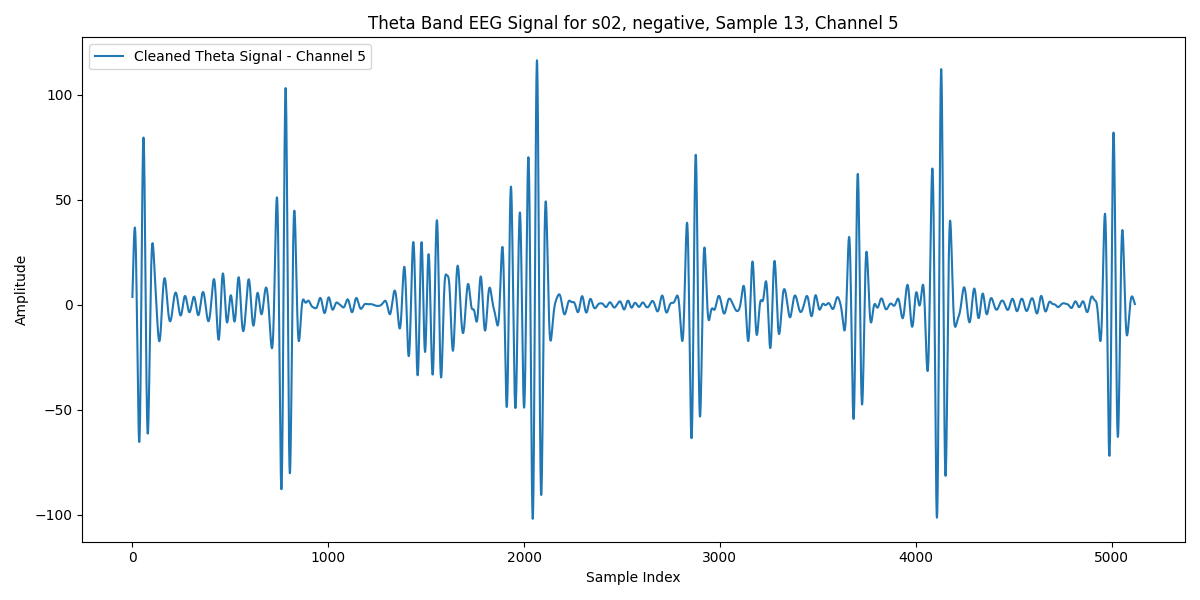 Theta Band EEG Signal for s02, negative, Sample 13, Channel 5
Cleaned Theta Signal - Channel 5
Amplitude
100
50
0
−50
−100
0 1000 2000 3000 4000 5000
Sample Index